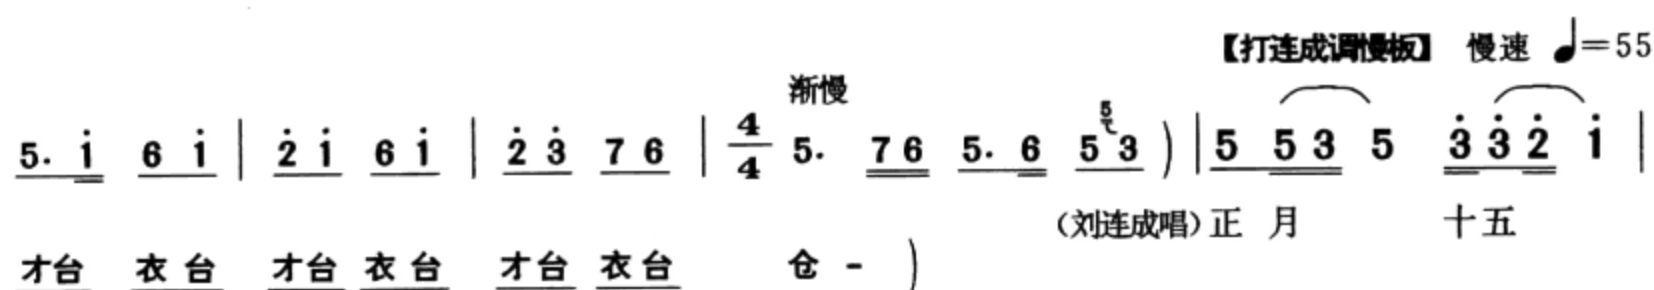 【打连成调慢板】 慢速 ♩=55
渐慢
5. i̇ 6 i̇ | 2̇ i̇ 6 i̇ | 2̇ 3̇ 7 6 | 4/4 5. 7 6 5. 6 ⁵5 3 ) | 5 5 3 5 3̇ 3̇ 2̇ i̇ |
（刘连成唱）正 月 十 五
才台 衣 台 才台 衣 台 才台 衣台 仓 - )